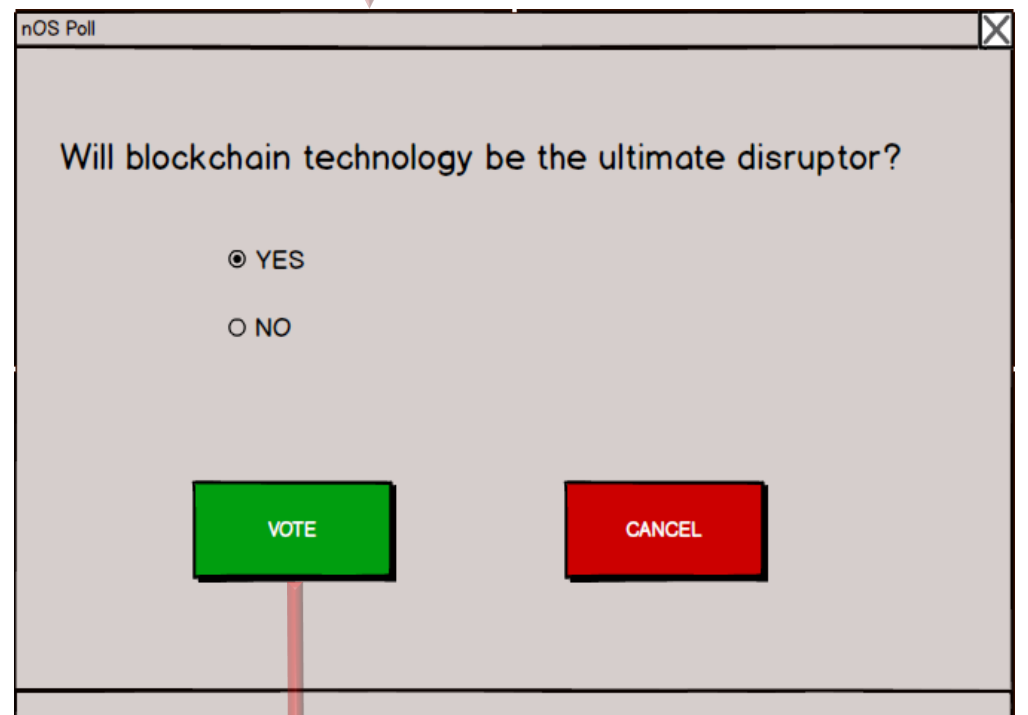 nOS Poll
Will blockchain technology be the ultimate disruptor?
YES
NO
VOTE CANCEL